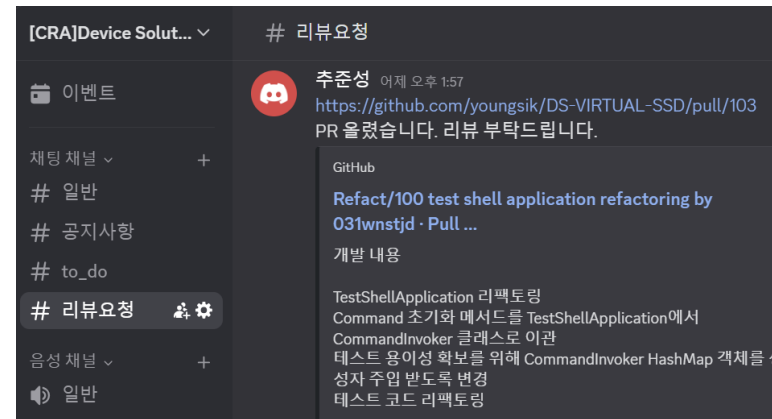 [CRA]Device Solut...
이벤트
채팅 채널
# 일반
# 공지사항
# to_do
# 리뷰요청
음성 채널
일반
# 리뷰요청
추준성 어제 오후 1:57
https://github.com/youngsik/DS-VIRTUAL-SSD/pull/103
PR 올렸습니다. 리뷰 부탁드립니다.
GitHub
Refact/100 test shell application refactoring by
031wnstjd · Pull ...
개발 내용
TestShellApplication 리팩토링
Command 초기화 메서드를 TestShellApplication에서
CommandInvoker 클래스로 이관
테스트 용이성 확보를 위해 CommandInvoker HashMap 객체를
성자 주입 받도록 변경
테스트 코드 리팩토링